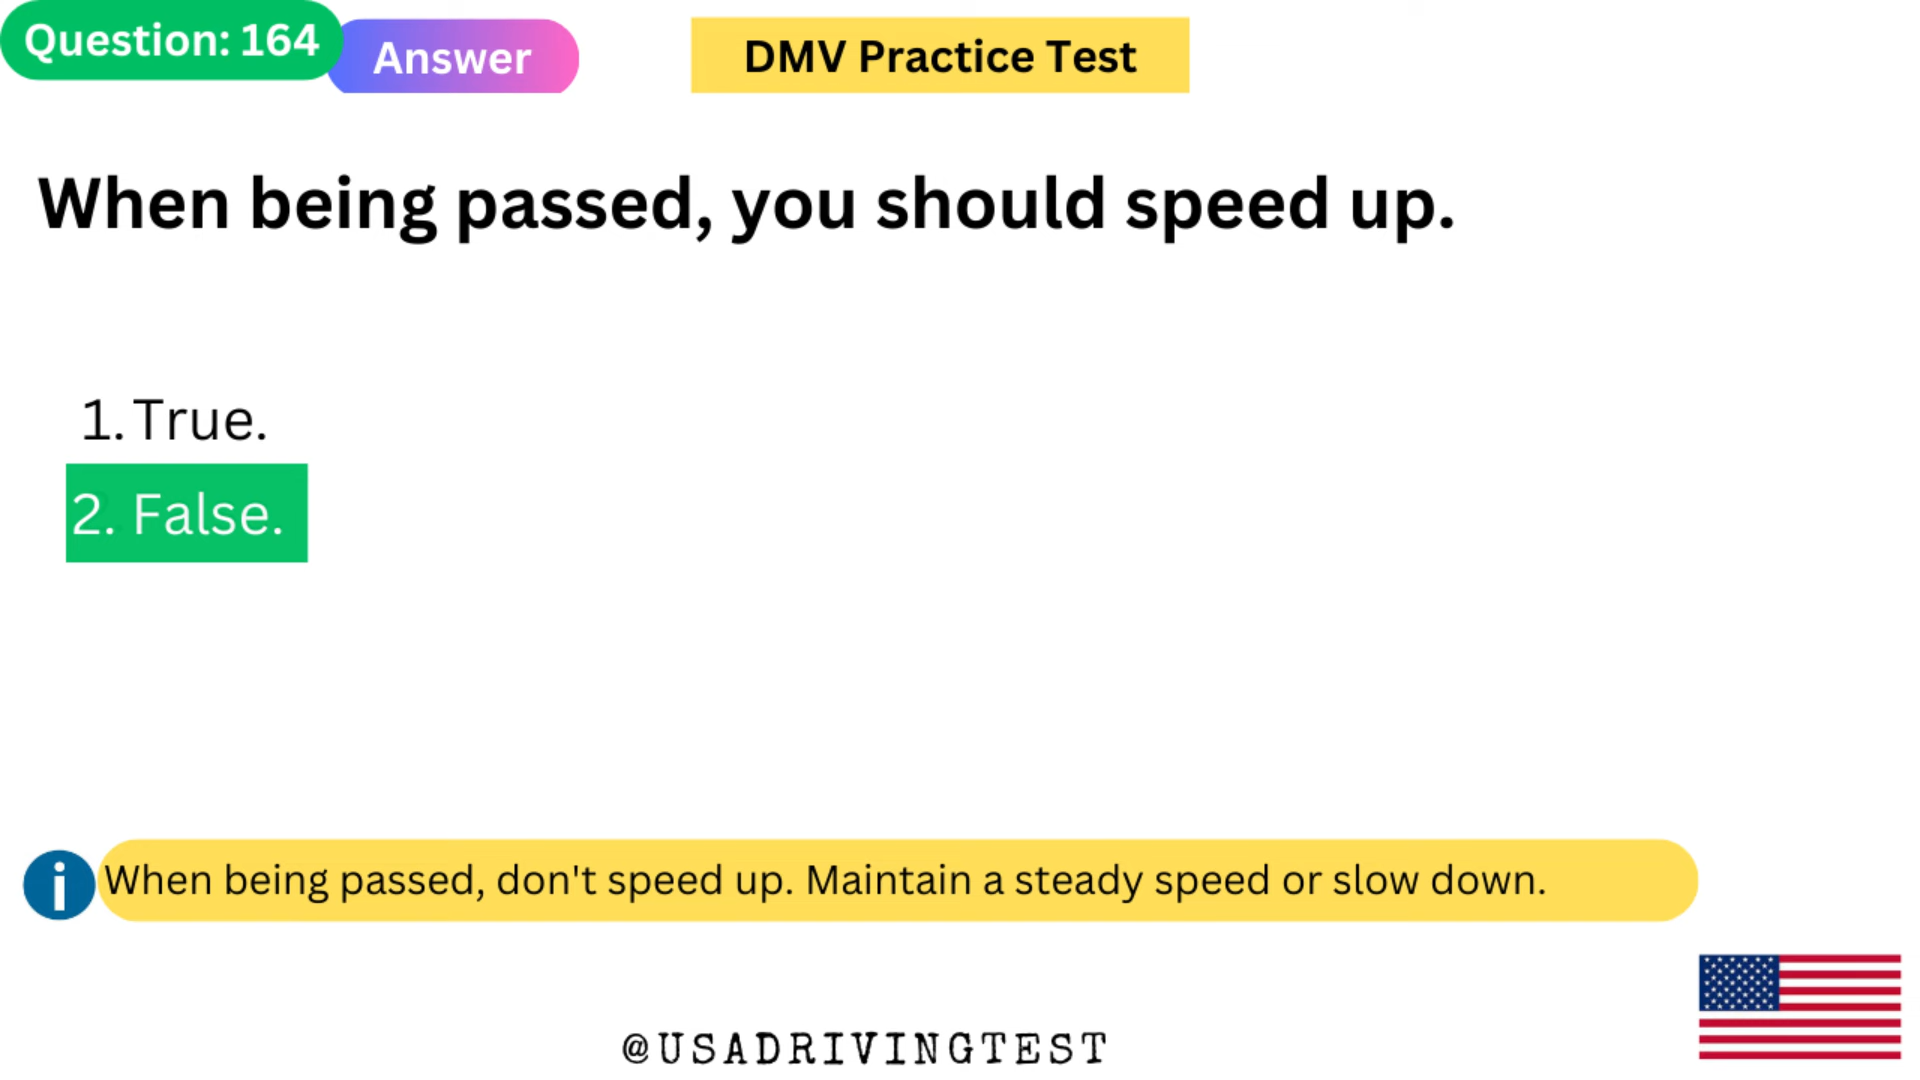 Question: 164
Answer
DMV Practice Test
When being passed, you should speed up.
1. True.
2. False.
i
When being passed, don't speed up. Maintain a steady speed or slow down.
@USADRIVINGTEST